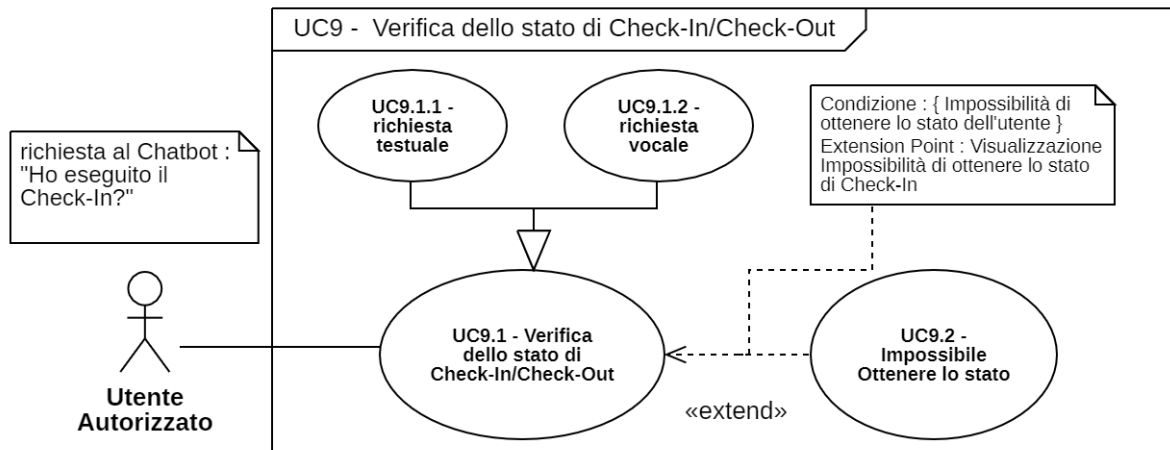 UC9 - Verifica dello stato di Check-In/Check-Out
UC9.1.1 -
richiesta
testuale
UC9.1.2 -
richiesta
vocale
Condizione : { Impossibilità di
ottenere lo stato dell'utente }
Extension Point : Visualizzazione
Impossibilità di ottenere lo stato
di Check-In
richiesta al Chatbot :
"Ho eseguito il
Check-In?"
UC9.1 - Verifica
dello stato di
Check-In/Check-Out
UC9.2 -
Impossibile
Ottenere lo stato
«extend»
Utente
Autorizzato